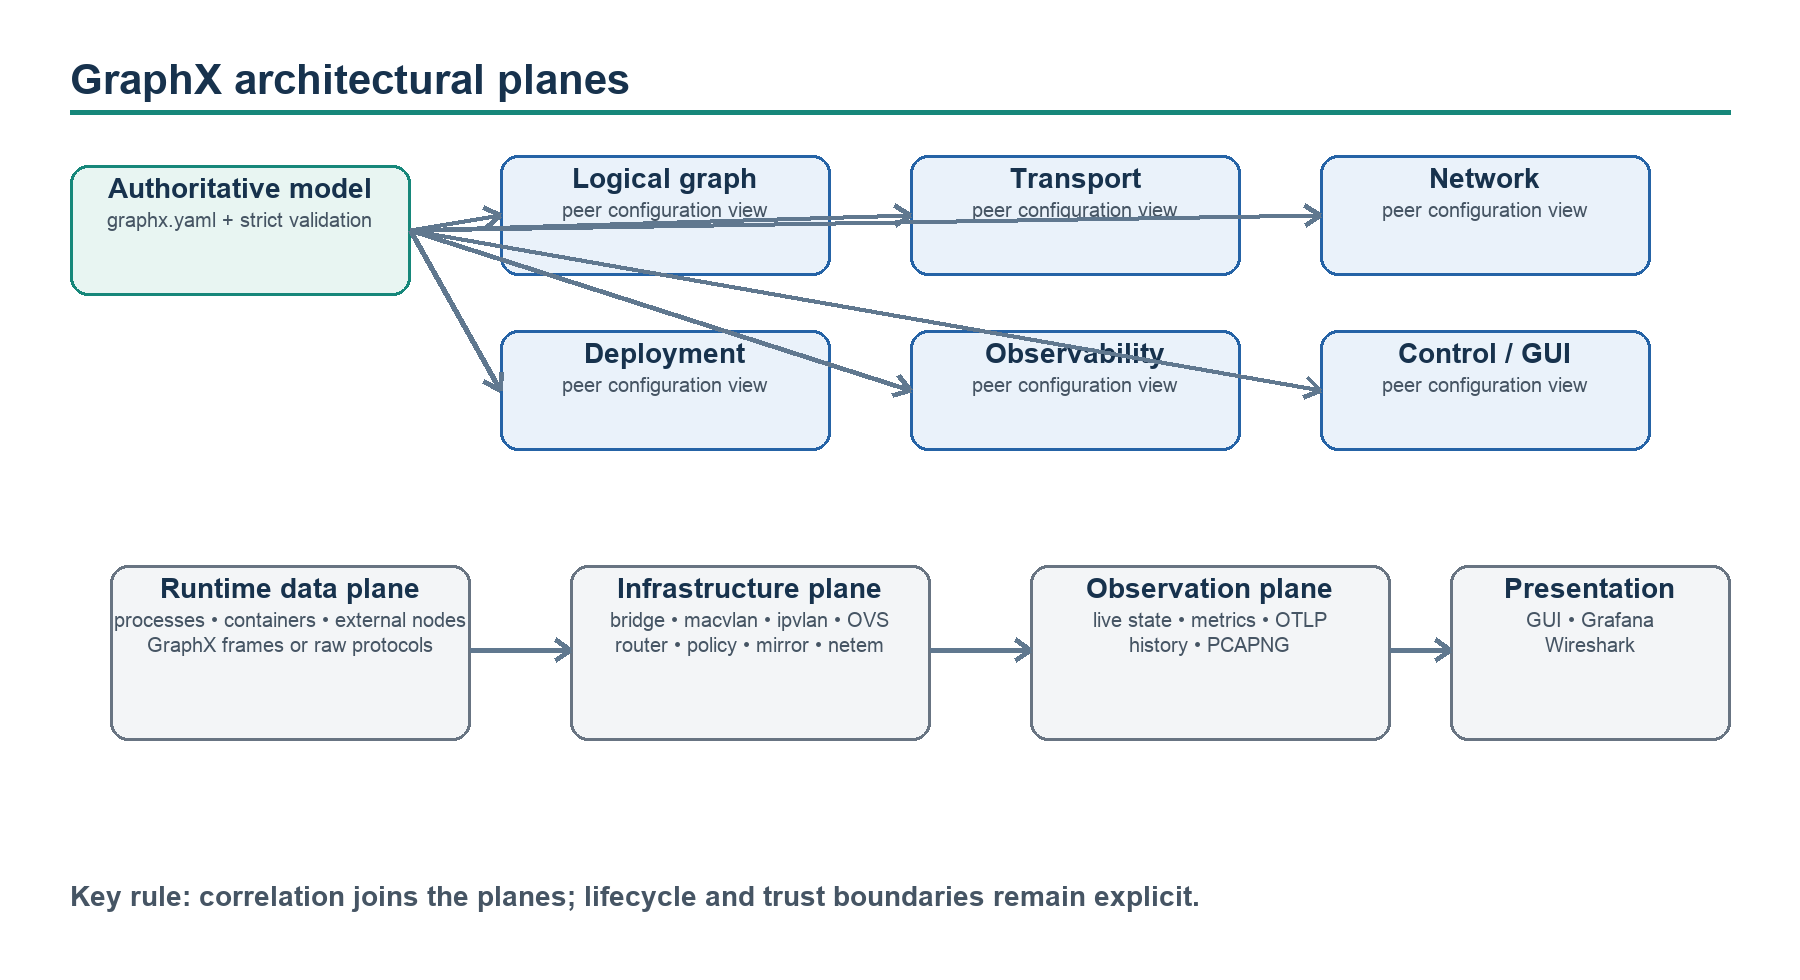 GraphX architectural planes
Authoritative model
graphx.yaml + strict validation
Logical graph
peer configuration view
Transport
peer configuration view
Network
peer configuration view
Deployment
peer configuration view
Observability
peer configuration view
Control / GUI
peer configuration view
Runtime data plane
processes • containers • external nodes
GraphX frames or raw protocols
Infrastructure plane
bridge • macvlan • ipvlan • OVS
router • policy • mirror • netem
Observation plane
live state • metrics • OTLP
history • PCAPNG
Presentation
GUI • Grafana
Wireshark
Key rule: correlation joins the planes; lifecycle and trust boundaries remain explicit.